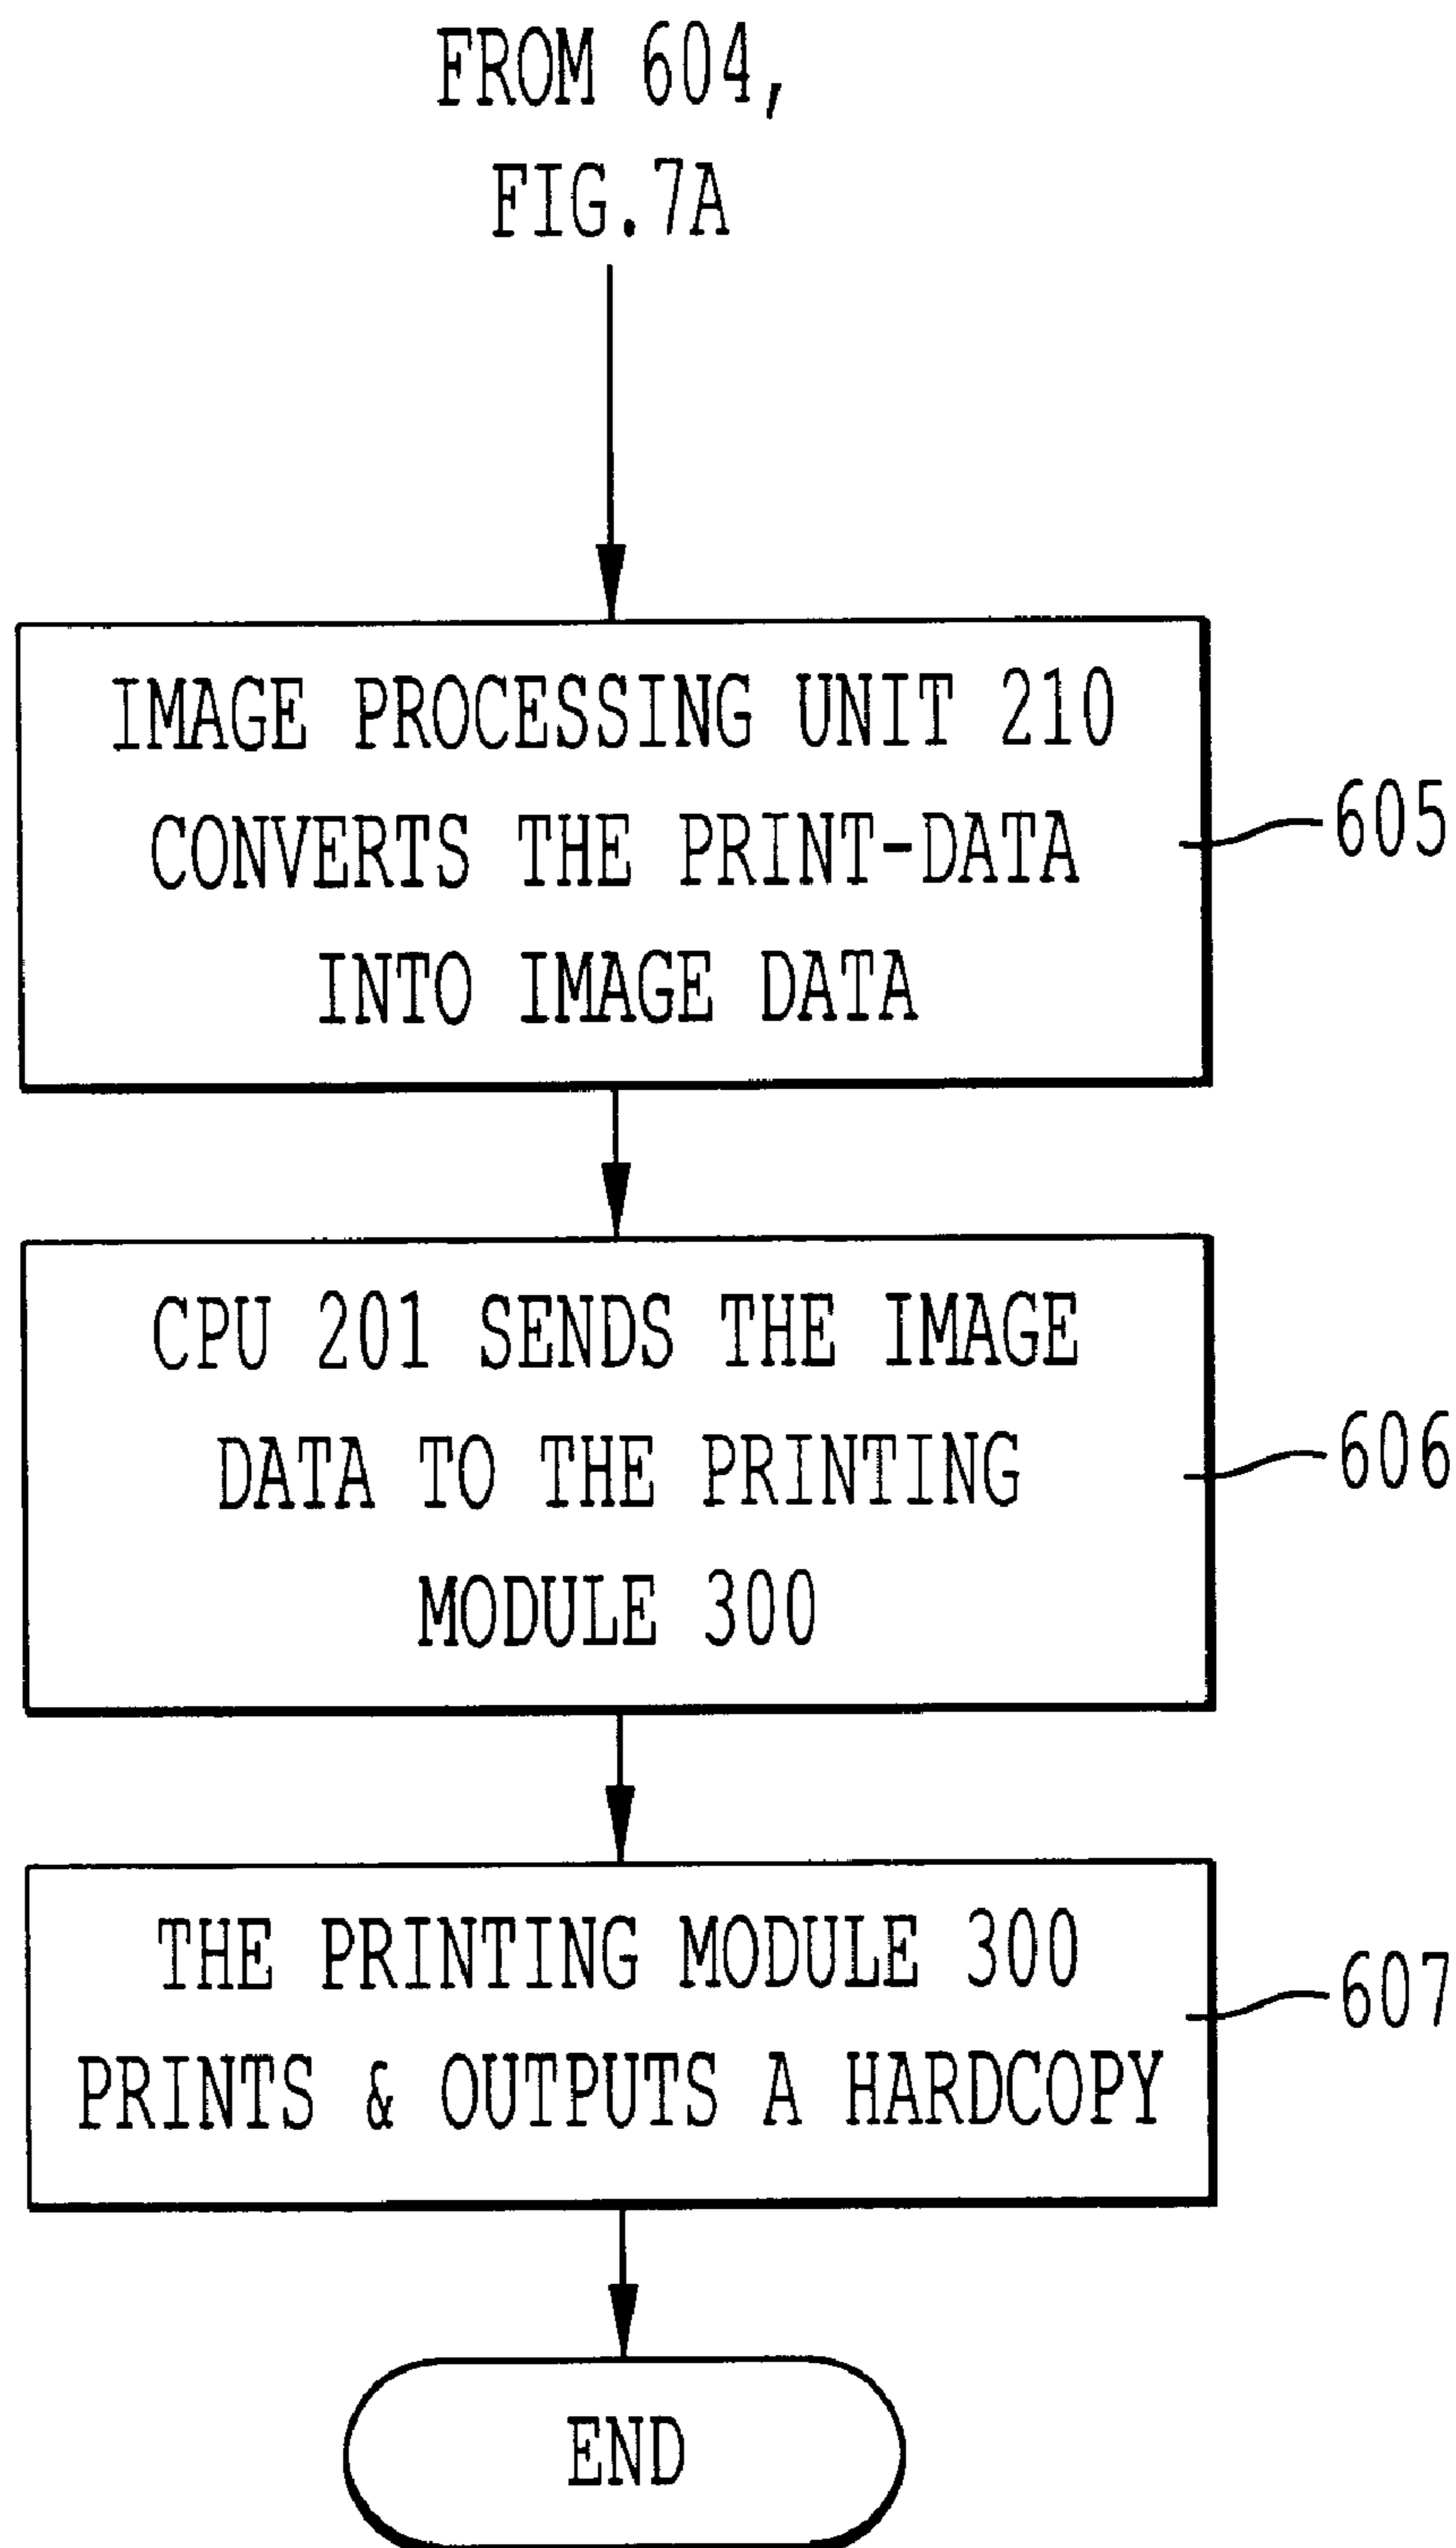 FROM 604,
FIG.7A
IMAGE PROCESSING UNIT 210
CONVERTS THE PRINT-DATA
INTO IMAGE DATA
605
CPU 201 SENDS THE IMAGE
DATA TO THE PRINTING
MODULE 300
606
THE PRINTING MODULE 300
PRINTS & OUTPUTS A HARDCOPY
607
END